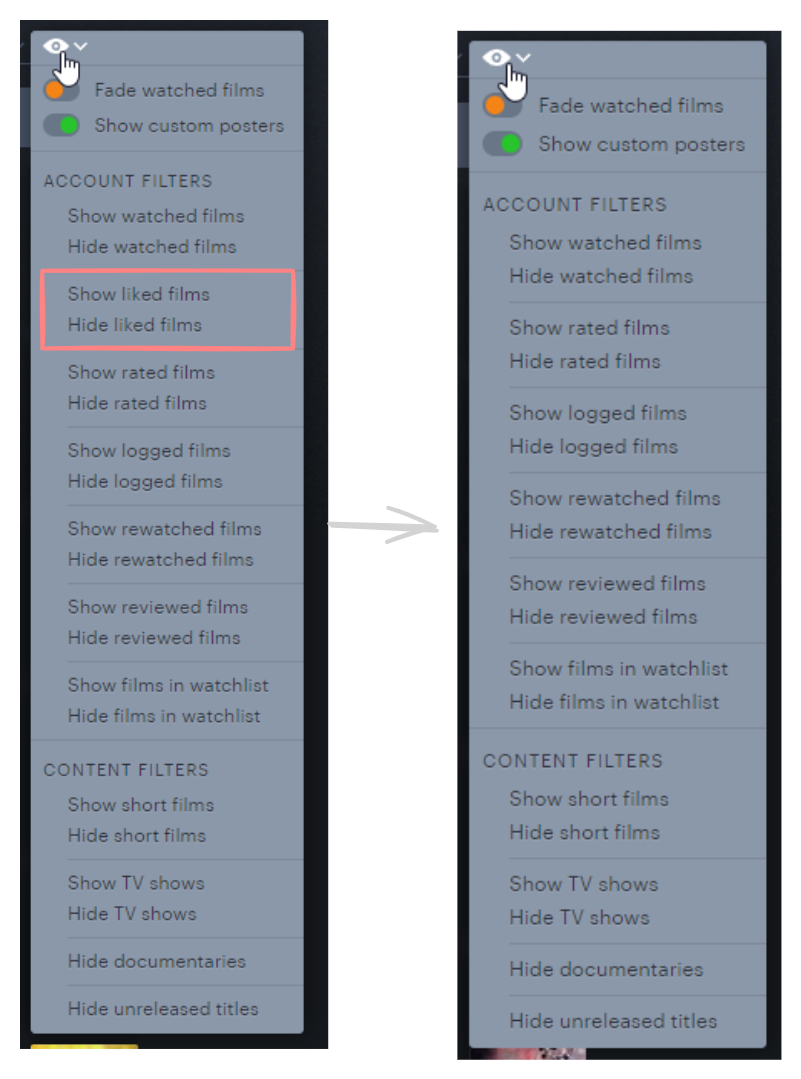 Fade watched films
Show custom posters
ACCOUNT FILTERS
Show watched films
Hide watched films
Show liked films
Hide liked films
Show rated films
Hide rated films
Show logged films
Hide logged films
Show rewatched films
Hide rewatched films
Show reviewed films
Hide reviewed films
Show films in watchlist
Hide films in watchlist
CONTENT FILTERS
Show short films
Hide short films
Show TV shows
Hide TV shows
Hide documentaries
Hide unreleased titles
Fade watched films
Show custom posters
ACCOUNT FILTERS
Show watched films
Hide watched films
Show rated films
Hide rated films
Show logged films
Hide logged films
Show rewatched films
Hide rewatched films
Show reviewed films
Hide reviewed films
Show films in watchlist
Hide films in watchlist
CONTENT FILTERS
Show short films
Hide short films
Show TV shows
Hide TV shows
Hide documentaries
Hide unreleased titles